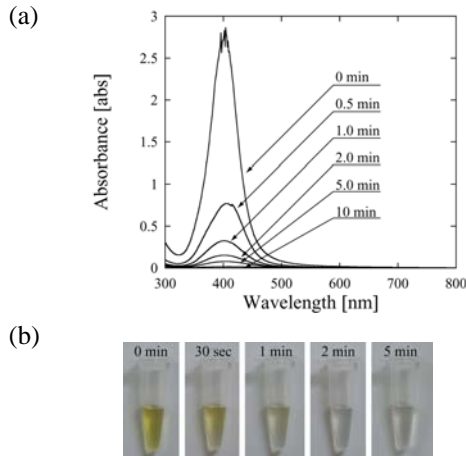 (a)
Absorbance [abs]
3
2.5
2
1.5
1
0.5
0
0 min
0.5 min
1.0 min
2.0 min
5.0 min
10 min
300 400 500 600 700 800
Wavelength [nm]
(b)
0 min 30 sec 1 min 2 min 5 min